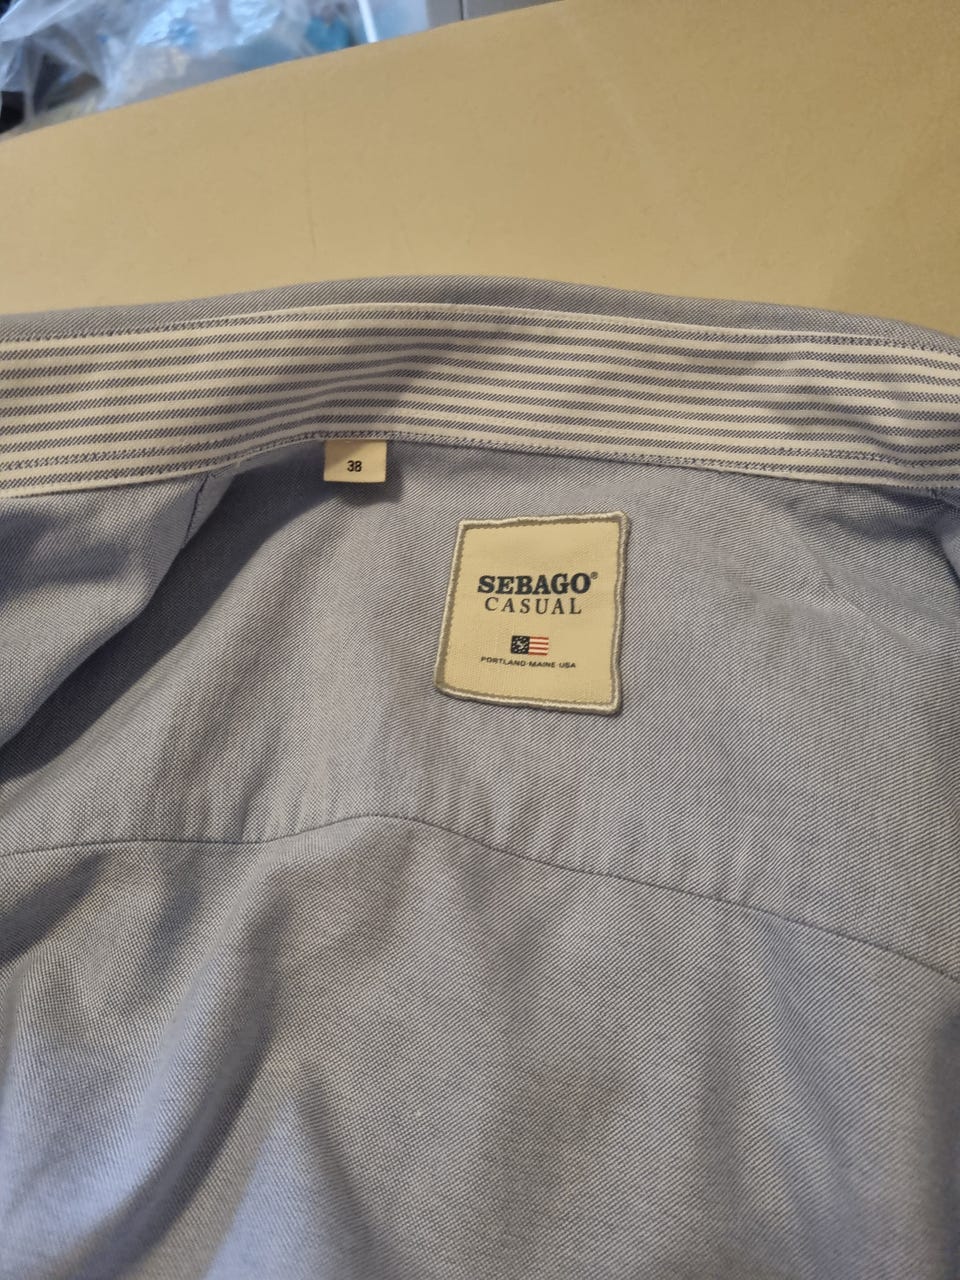 38
SEBAGO®
CASUAL
PORTLAND-MAINE USA